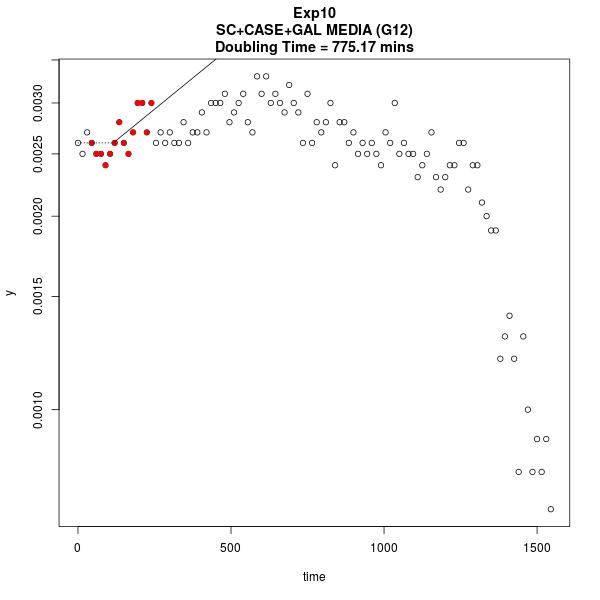 Exp10
SC+CASE+GAL MEDIA (G12)
Doubling Time = 775.17 mins
0.0030
0.0025
0.0020
0.0015
0.0010
y
0 500 1000 1500
time